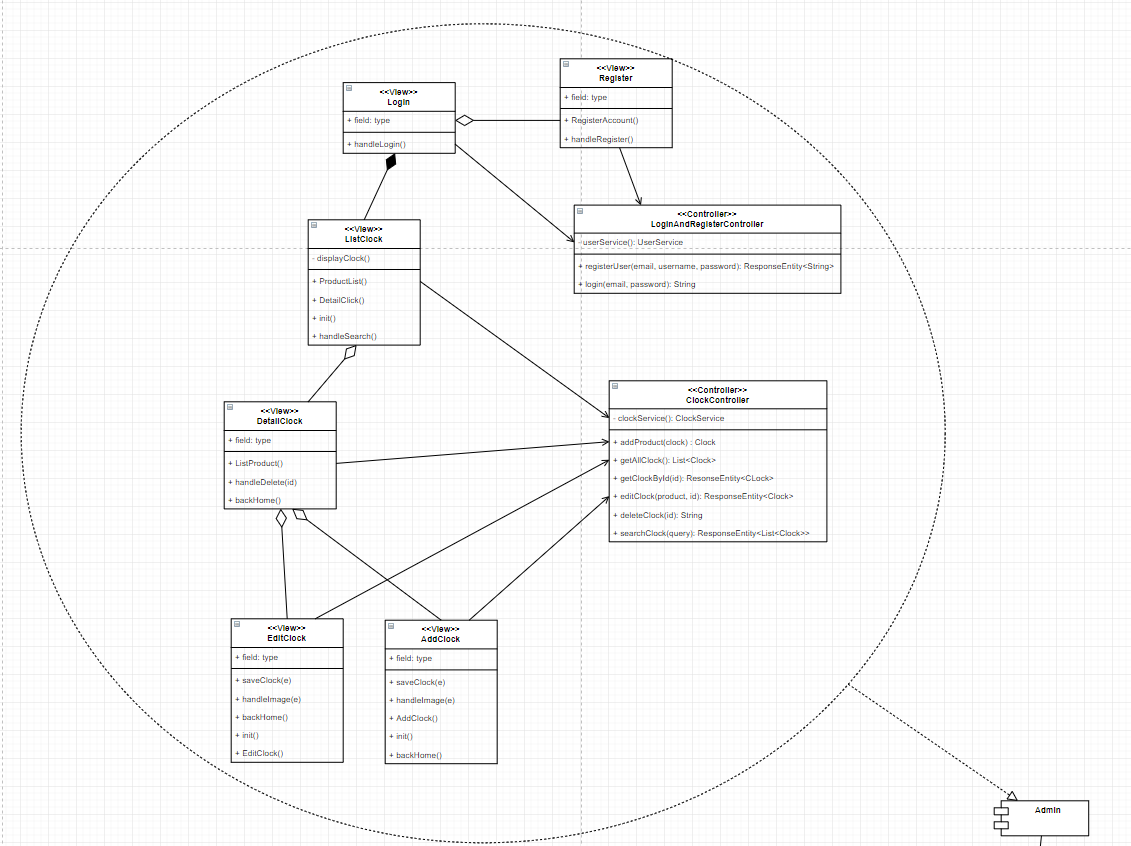 <<View>>
Register
+ field: type
+ RegisterAccount()
+ handleRegister()
<<View>>
Login
+ field: type
+ handleLogin()
<<Controller>>
LoginAndRegisterController
- userService(): UserService
+ registerUser(email, username, password): ResponseEntity<String>
+ login(email, password): String
<<View>>
ListClock
- displayClock()
+ ProductList()
+ DetailClick()
+ init()
+ handleSearch()
<<Controller>>
ClockController
- clockService(): ClockService
+ addProduct(clock) : Clock
+ getAllClock(): List<Clock>
+ getClockById(id): ResonseEntity<CLock>
+ editClock(product, id): ResponseEntity<Clock>
+ deleteClock(id): String
+ searchClock(query): ResponseEntity<List<Clock>>
<<View>>
DetailClock
+ field: type
+ ListProduct()
+ handleDelete(id)
+ backHome()
<<View>>
EditClock
+ field: type
+ saveClock(e)
+ handleImage(e)
+ backHome()
+ init()
+ EditClock()
<<View>>
AddClock
+ field: type
+ saveClock(e)
+ handleImage(e)
+ AddClock()
+ init()
+ backHome()
Admin